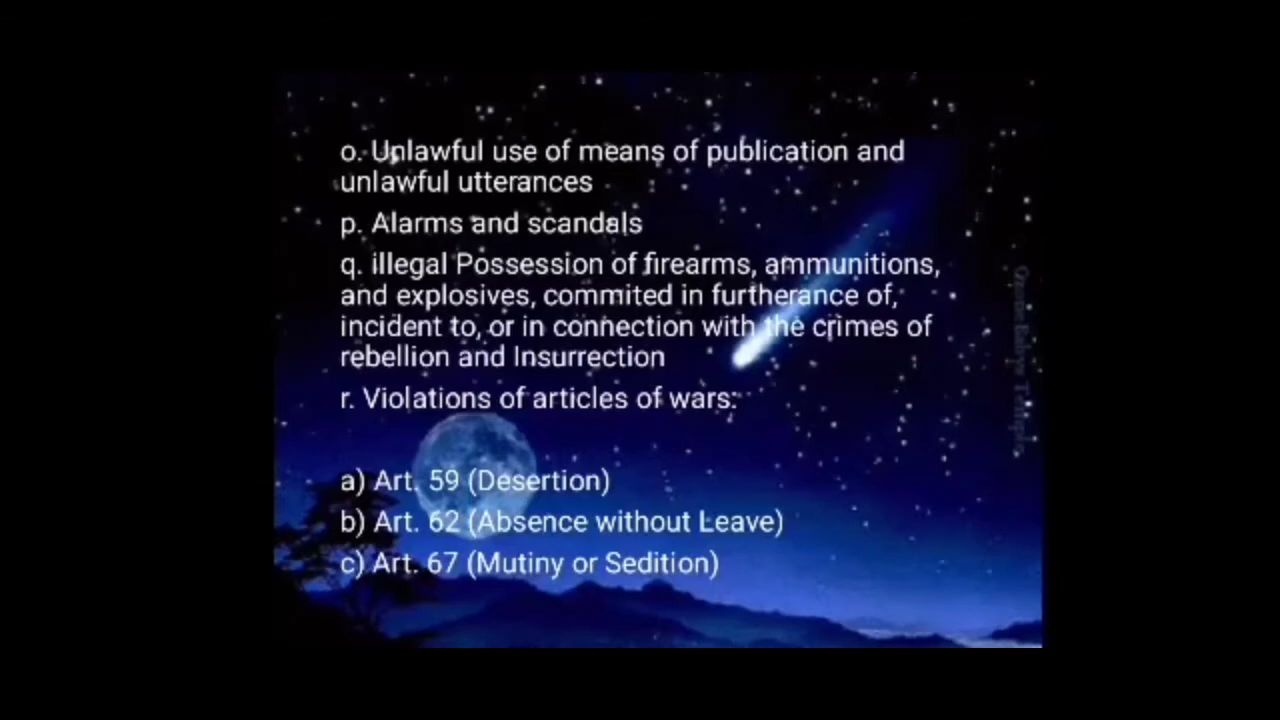 o. Unlawful use of means of publication and
unlawful utterances
p. Alarms and scandals
q. illegal Possession of firearms, ammunitions,
and explosives, commited in furtherance of,
incident to, or in connection with the crimes of
rebellion and Insurrection
r. Violations of articles of wars:
a) Art. 59 (Desertion)
b) Art. 62 (Absence without Leave)
c) Art. 67 (Mutiny or Sedition)